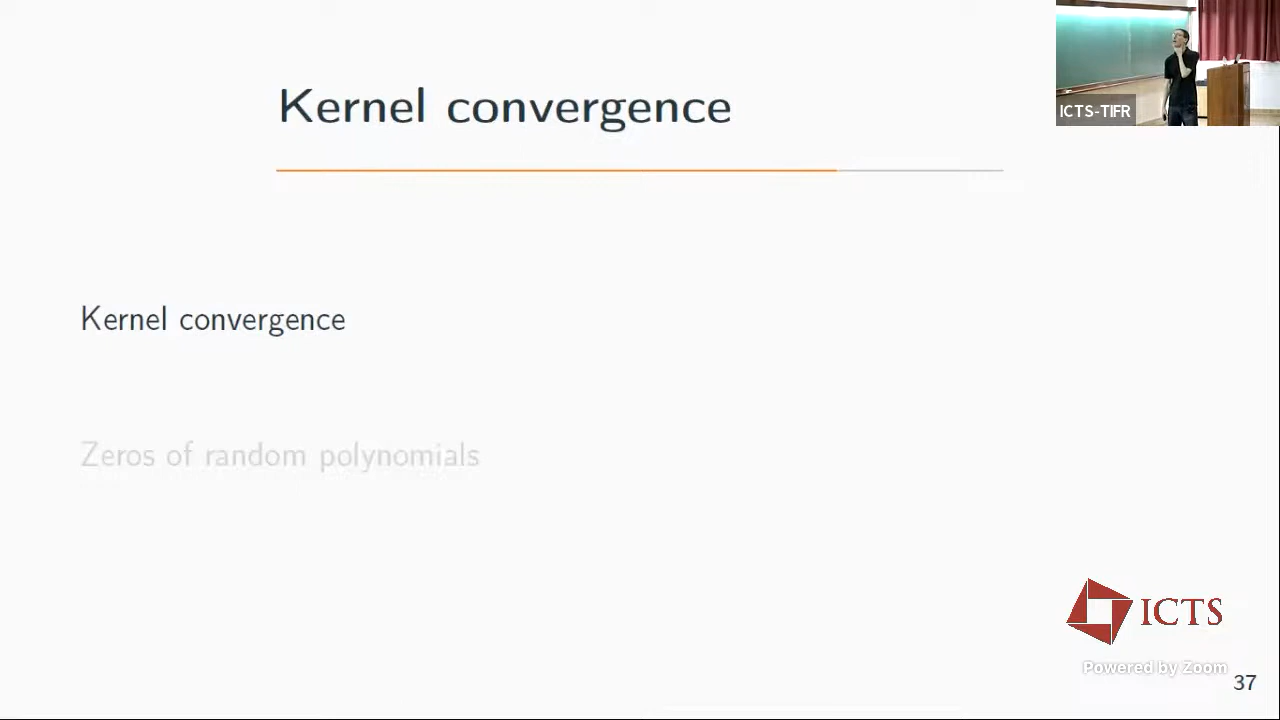 Kernel convergence
ICTS-TIFR
Kernel convergence
Zeros of random polynomials
ICTS
Powered by Zoom
37